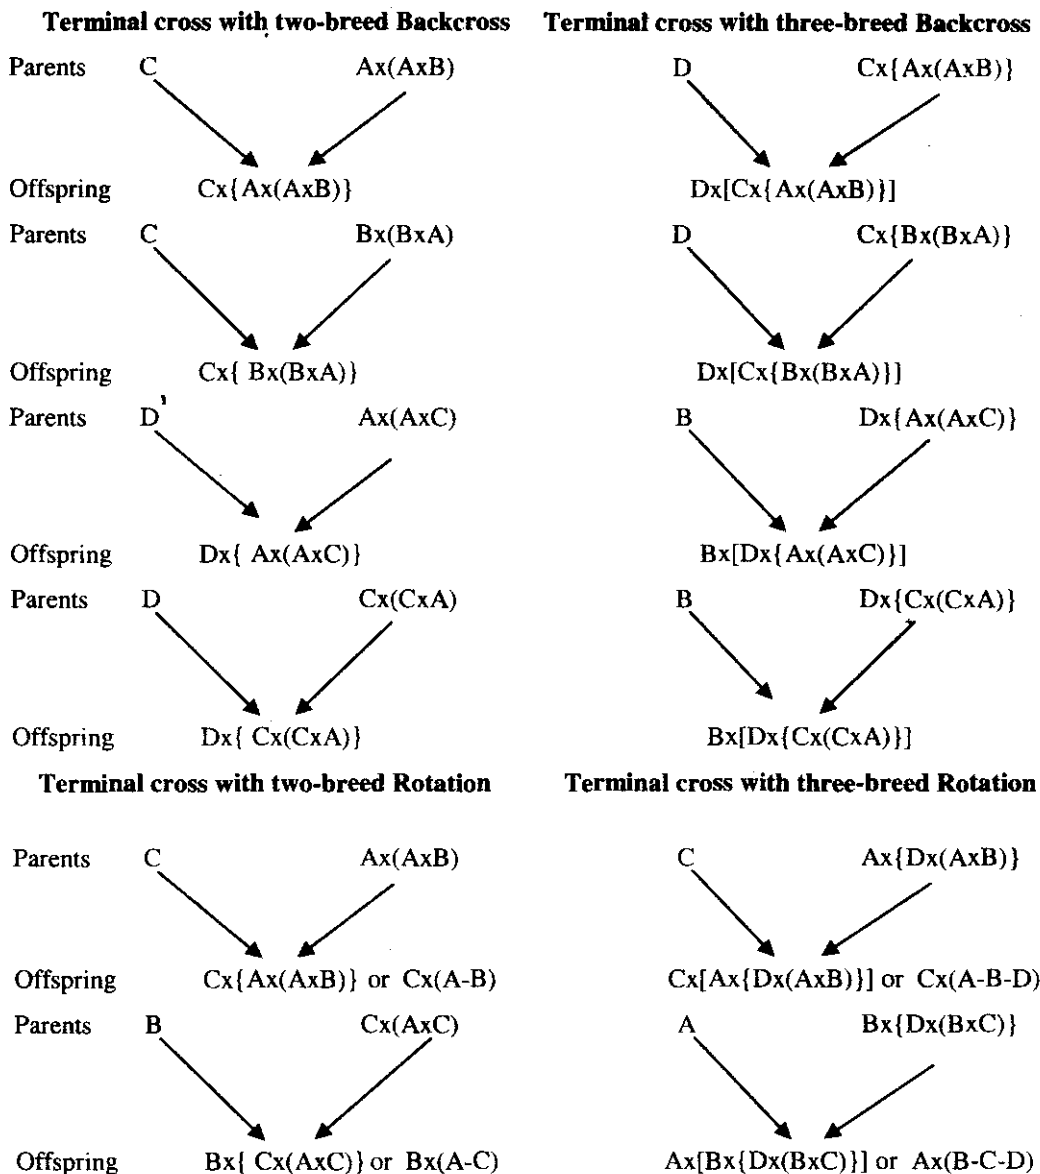 Terminal cross with two-breed Backcross Terminal cross with three-breed Backcross
Parents C Ax(AxB) D Cx{Ax(AxB)}
Offspring Cx{Ax(AxB)} Dx[Cx{Ax(AxB)}]
Parents C Bx(BxA) D Cx{Bx(BxA)}
Offspring Cx{ Bx(BxA)} Dx[Cx{Bx(BxA)}]
Parents D Ax(AxC) B Dx{Ax(AxC)}
Offspring Dx{ Ax(AxC)} Bx[Dx{Ax(AxC)}]
Parents D Cx(CxA) B Dx{Cx(CxA)}
Offspring Dx{ Cx(CxA)} Bx[Dx{Cx(CxA)}]
Terminal cross with two-breed Rotation Terminal cross with three-breed Rotation
Parents C Ax(AxB) C Ax{Dx(AxB)}
Offspring Cx{Ax(AxB)} or Cx(A-B) Cx[Ax{Dx(AxB)}] or Cx(A-B-D)
Parents B Cx(AxC) A Bx{Dx(BxC)}
Offspring Bx{ Cx(AxC)} or Bx(A-C) Ax[Bx{Dx(BxC)}] or Ax(B-C-D)